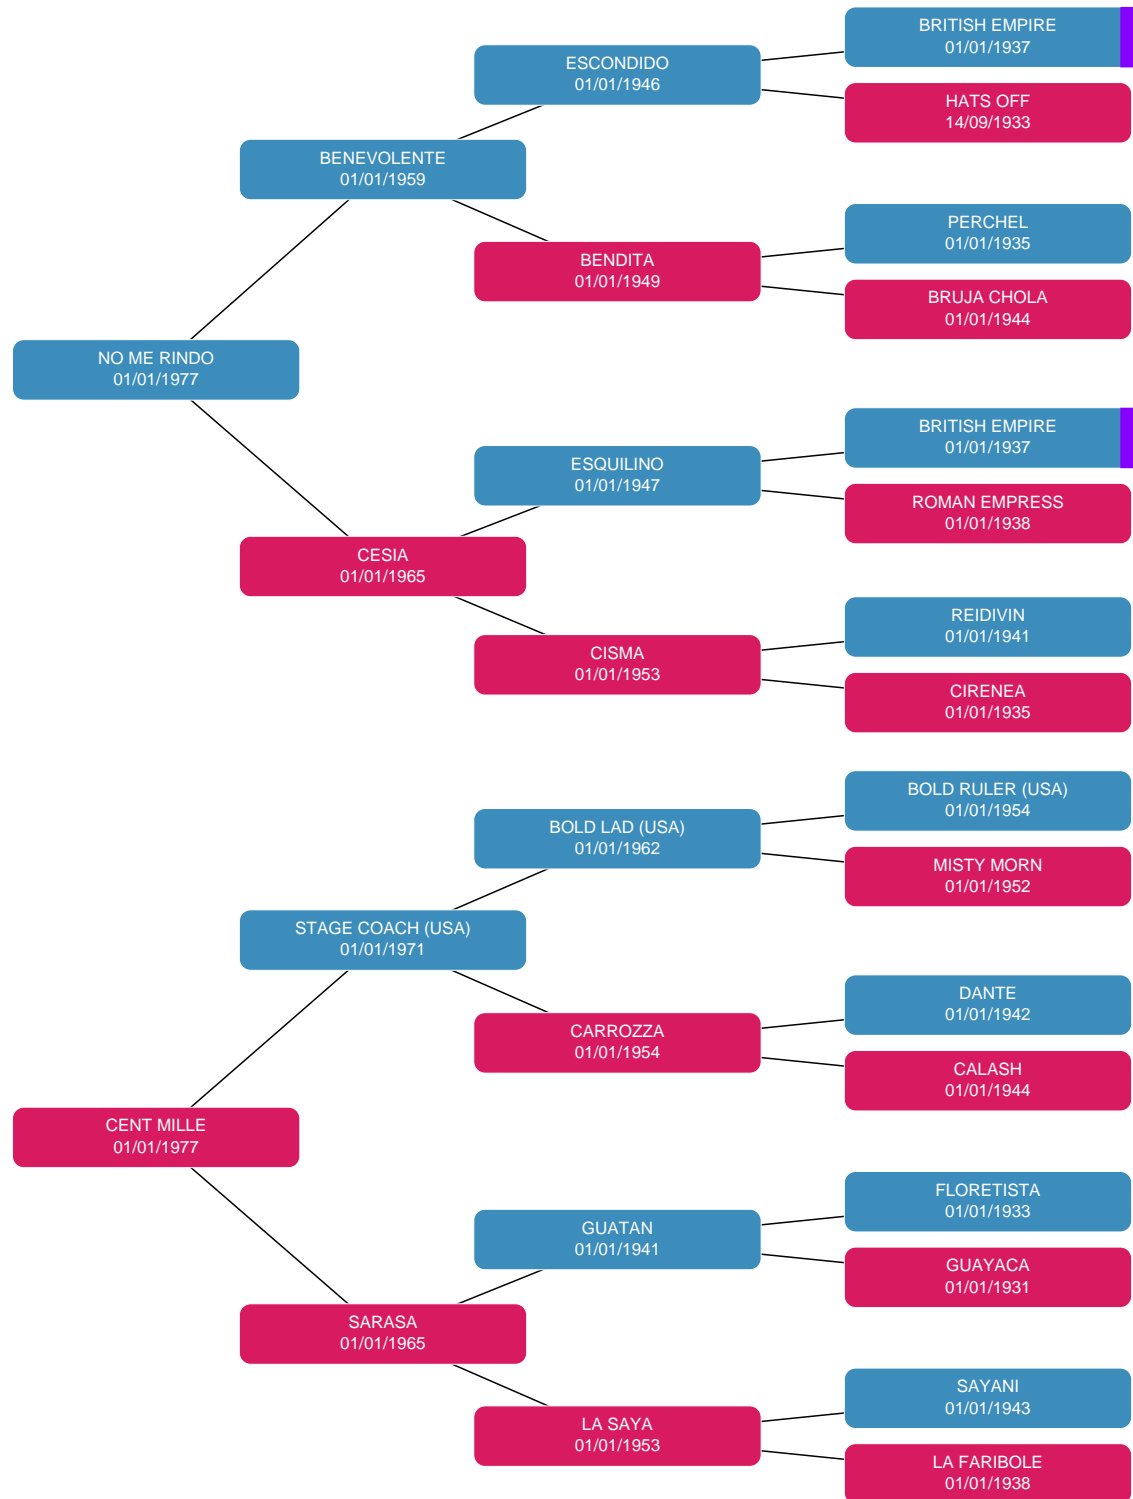 BRITISH EMPIRE
01/01/1937
ESCONDIDO
01/01/1946
HATS OFF
14/09/1933
BENEVOLENTE
01/01/1959
PERCHEL
01/01/1935
BENDITA
01/01/1949
BRUJA CHOLA
01/01/1944
NO ME RINDO
01/01/1977
BRITISH EMPIRE
01/01/1937
ESQUILINO
01/01/1947
ROMAN EMPRESS
01/01/1938
CESIA
01/01/1965
REIDIVIN
01/01/1941
CISMA
01/01/1953
CIRENEA
01/01/1935
BOLD RULER (USA)
01/01/1954
BOLD LAD (USA)
01/01/1962
MISTY MORN
01/01/1952
STAGE COACH (USA)
01/01/1971
DANTE
01/01/1942
CARROZZA
01/01/1954
CALASH
01/01/1944
CENT MILLE
01/01/1977
FLORETISTA
01/01/1933
GUATAN
01/01/1941
GUAYACA
01/01/1931
SARASA
01/01/1965
SAYANI
01/01/1943
LA SAYA
01/01/1953
LA FARIBOLE
01/01/1938